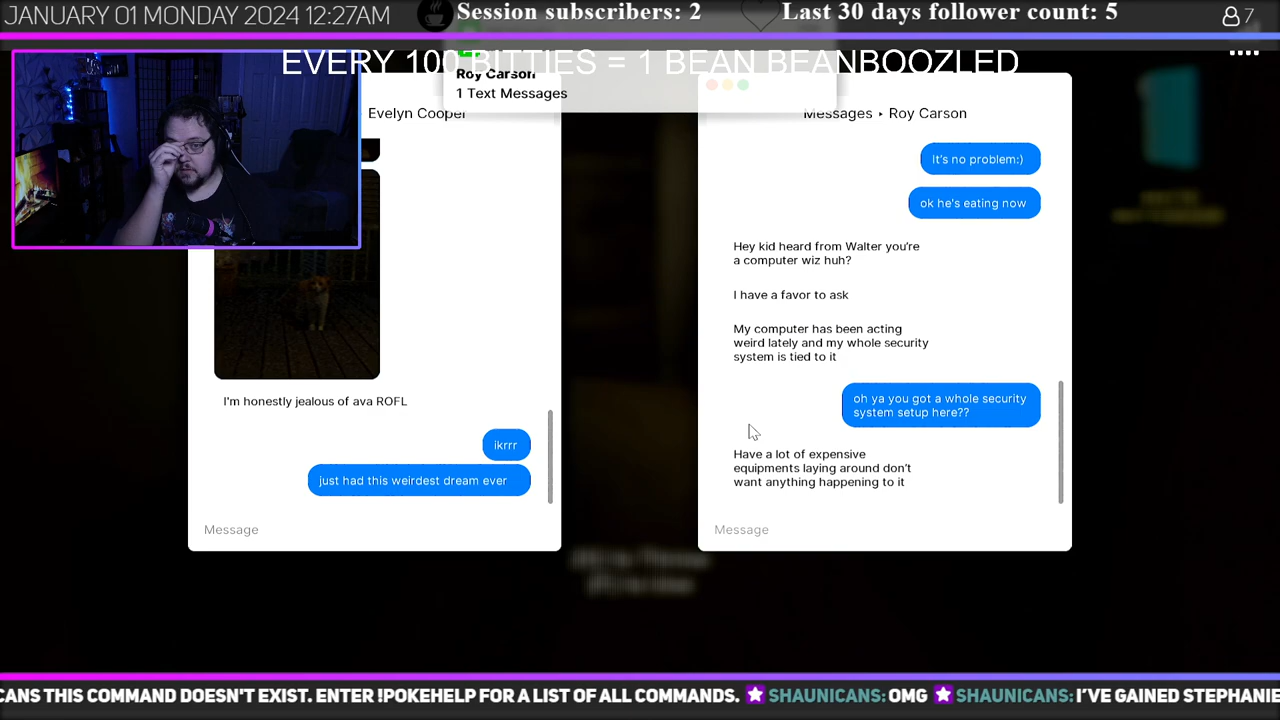 JANUARY 01 MONDAY 2024 12:27AM
Session subscribers: 2
Last 30 days follower count: 5
7
EVERY 100 BITTIES = 1 BEAN BEANBOOZLED
Roy Carson
1 Text Messages
Evelyn Cooper
I'm honestly jealous of ava ROFL
ikrrr
just had this weirdest dream ever
Message
Messages ▸ Roy Carson
It's no problem:)
ok he's eating now
Hey kid heard from Walter you're
a computer wiz huh?
I have a favor to ask
My computer has been acting
weird lately and my whole security
system is tied to it
oh ya you got a whole security
system setup here??
Have a lot of expensive
equipments laying around don't
want anything happening to it
Message
CANS THIS COMMAND DOESN'T EXIST. ENTER !POKEHELP FOR A LIST OF ALL COMMANDS. SHAUNICANS: OMG SHAUNICANS: I'VE GAINED STEPHANIE